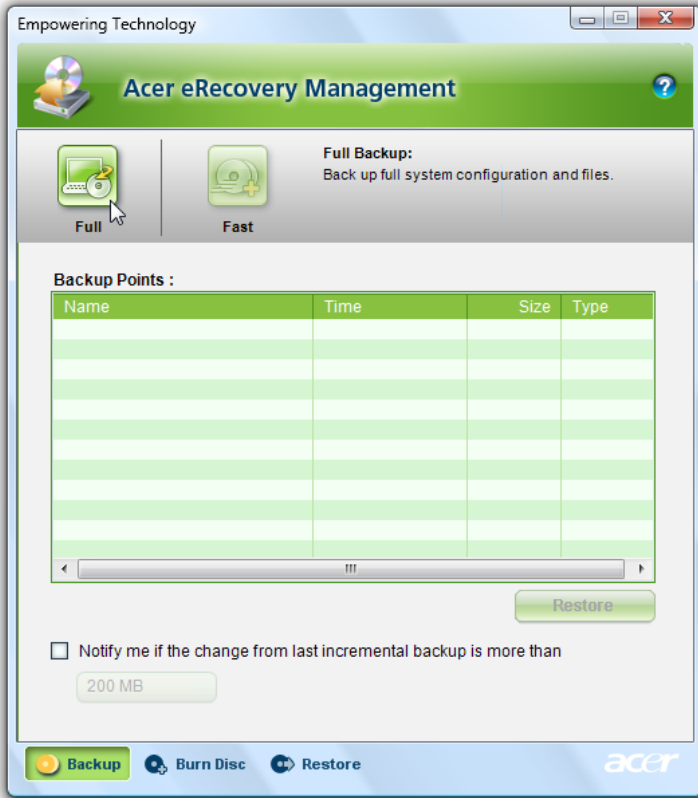 Empowering Technology
Acer eRecovery Management
?
Full
Fast
Full Backup:
Back up full system configuration and files.
Backup Points :
Name Time Size Type
Restore
Notify me if the change from last incremental backup is more than
200 MB
Backup Burn Disc Restore
acer